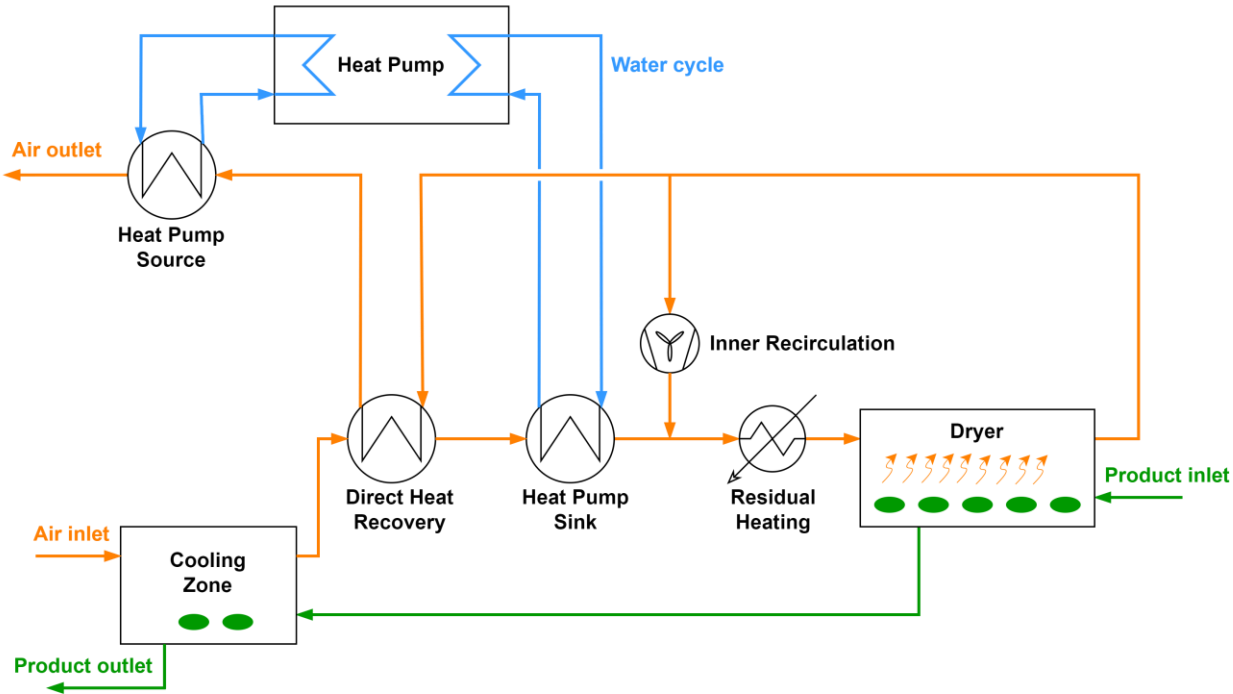 Heat Pump
Water cycle
Air outlet
Heat Pump
Source
Inner Recirculation
Dryer
Direct Heat
Recovery
Heat Pump
Sink
Residual
Heating
Product inlet
Air inlet
Cooling
Zone
Product outlet